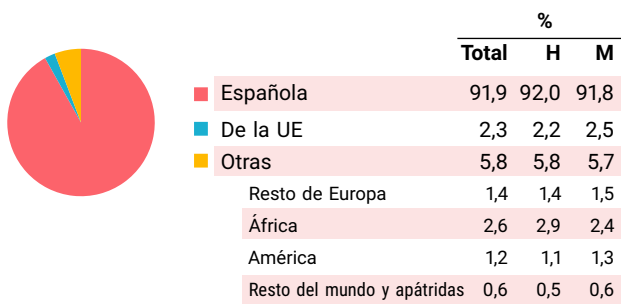 %
Total H M
Española 91,9 92,0 91,8
De la UE 2,3 2,2 2,5
Otras 5,8 5,8 5,7
Resto de Europa 1,4 1,4 1,5
África 2,6 2,9 2,4
América 1,2 1,1 1,3
Resto del mundo y apátridas 0,6 0,5 0,6